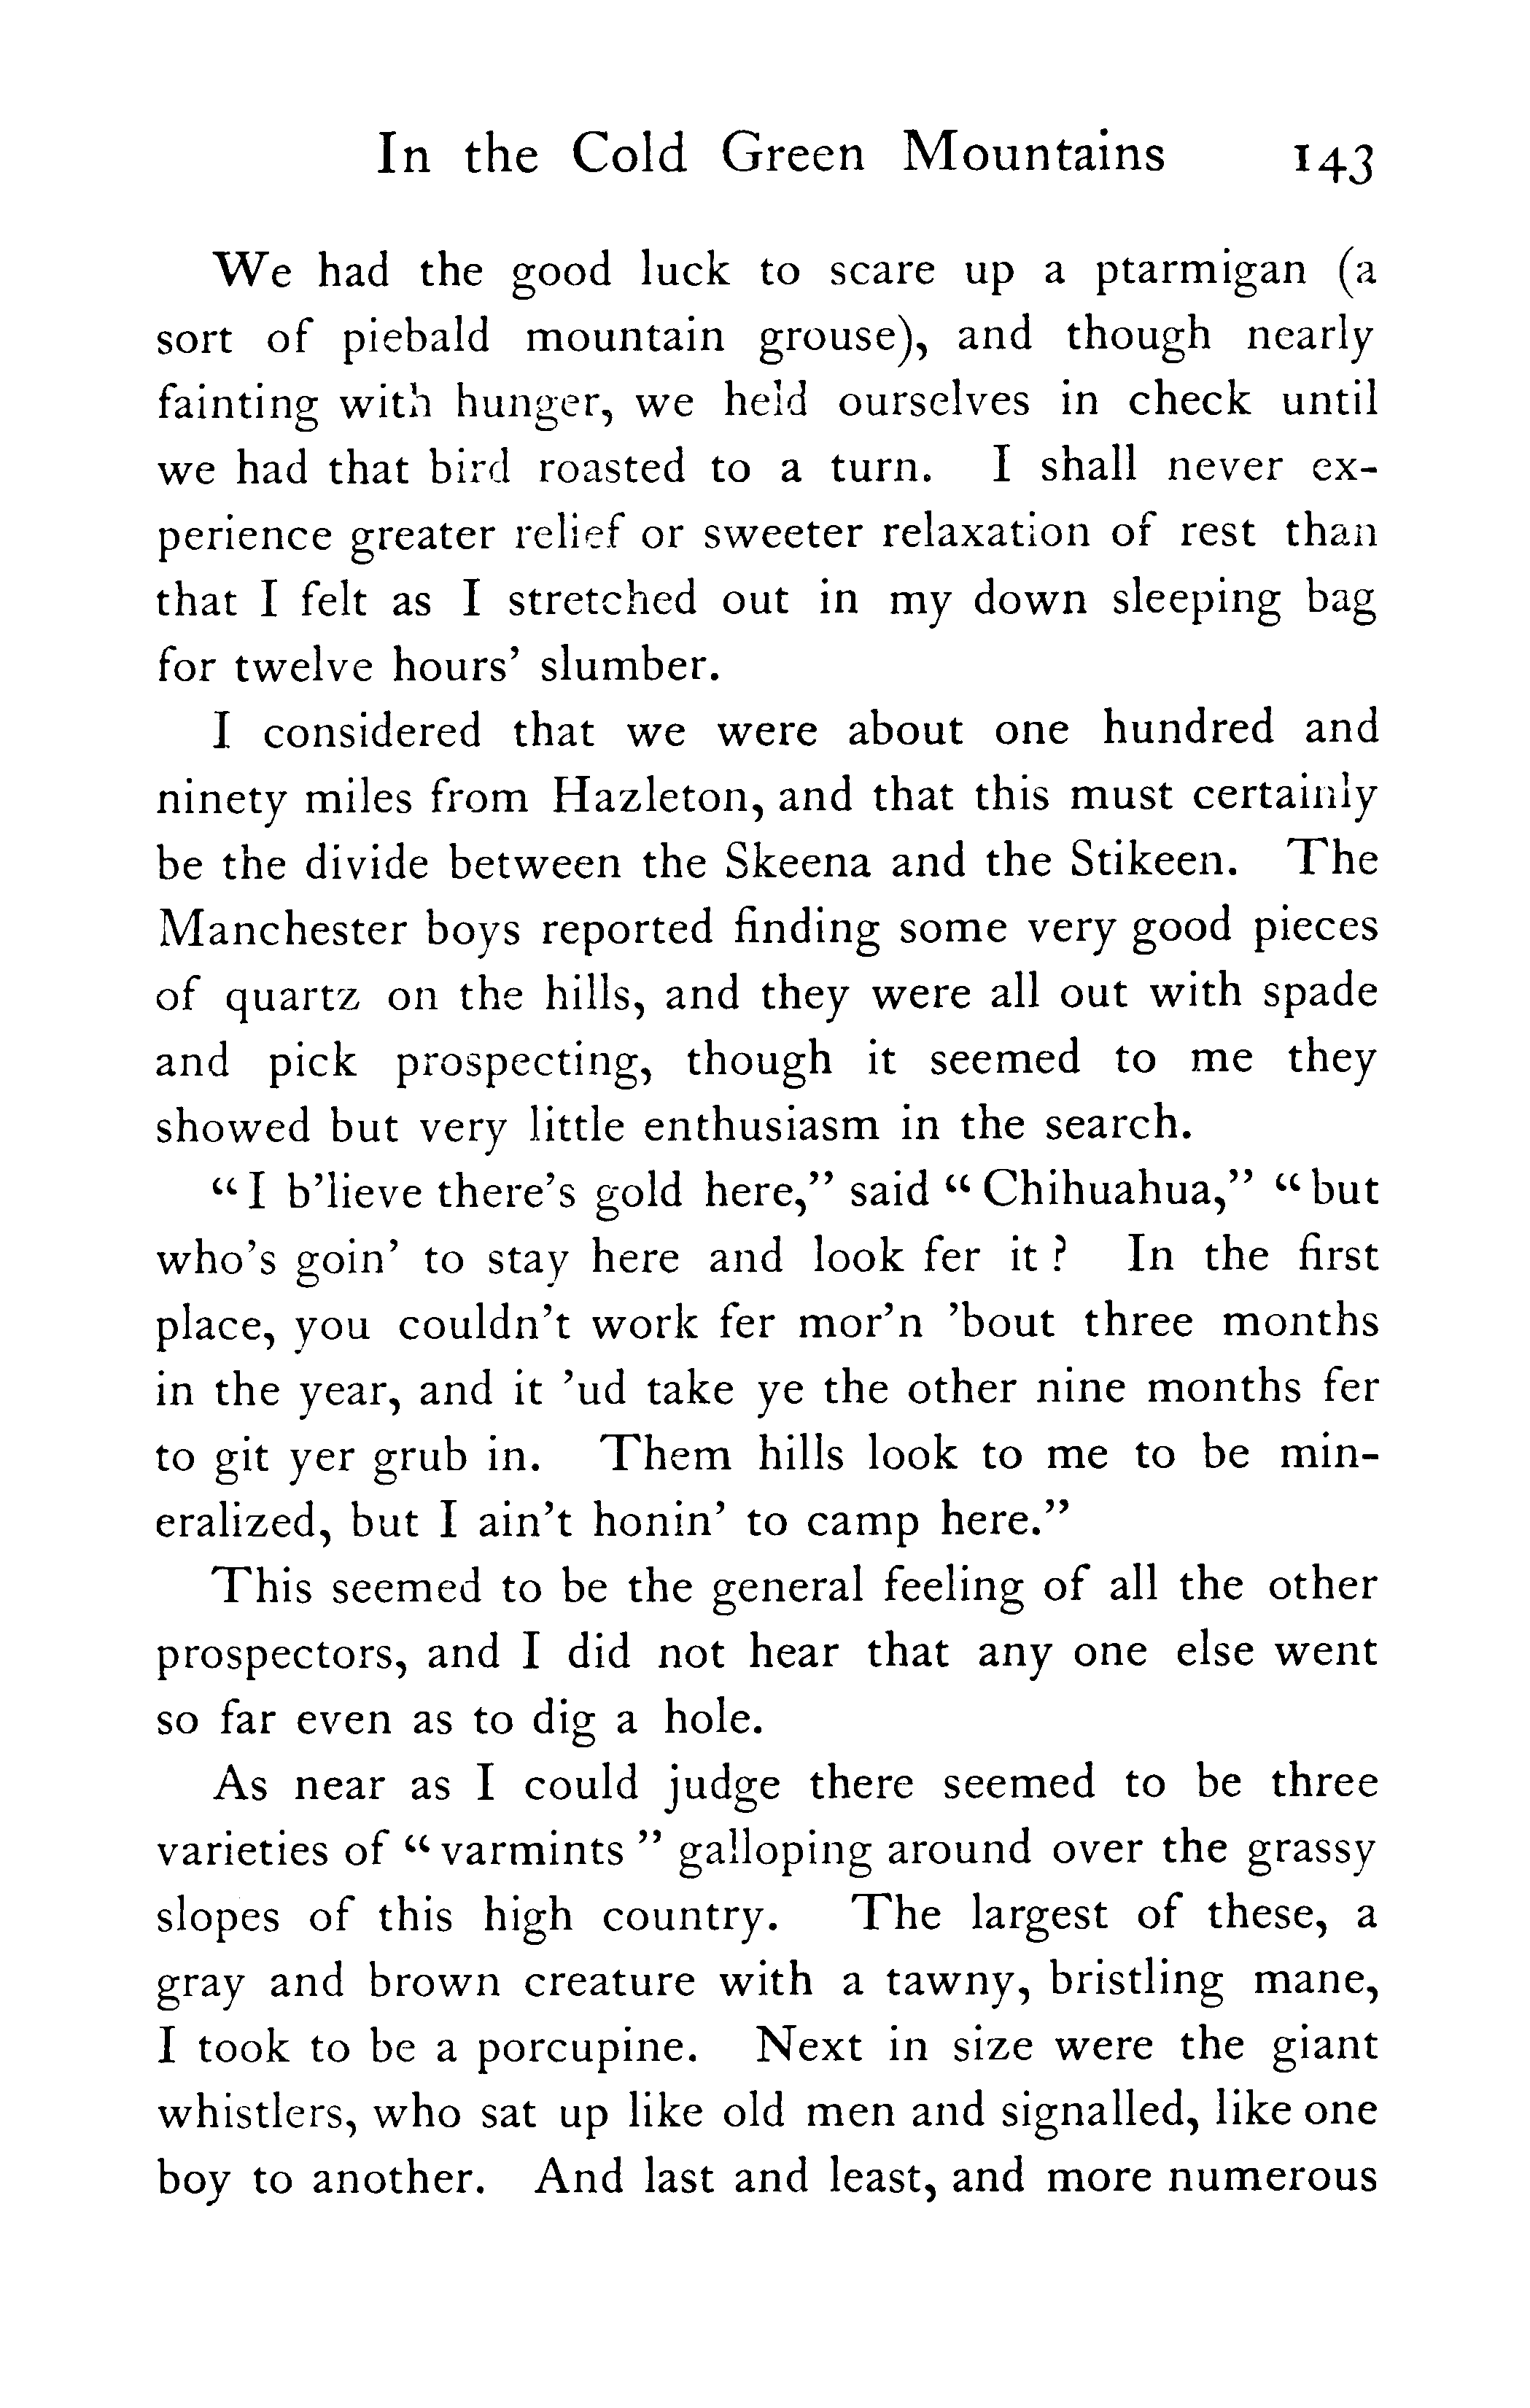 In the Cold Green Mountains 143
We had the good luck to scare up a ptarmigan (a
sort of piebald mountain grouse), and though nearly
fainting with hunger, we held ourselves in check until
we had that bird roasted to a turn. I shall never ex-
perience greater relief or sweeter relaxation of rest than
that I felt as I stretched out in my down sleeping bag
for twelve hours’ slumber.
I considered that we were about one hundred and
ninety miles from Hazleton, and that this must certainly
be the divide between the Skeena and the Stikeen. The
Manchester boys reported finding some very good pieces
of quartz on the hills, and they were all out with spade
and pick prospecting, though it seemed to me they
showed but very little enthusiasm in the search.
“I b’lieve there’s gold here,” said “Chihuahua,” “but
who’s goin’ to stay here and look fer it? In the first
place, you couldn’t work fer mor’n ’bout three months
in the year, and it ’ud take ye the other nine months fer
to git yer grub in. Them hills look to me to be min-
eralized, but I ain’t honin’ to camp here.”
This seemed to be the general feeling of all the other
prospectors, and I did not hear that any one else went
so far even as to dig a hole.
As near as I could judge there seemed to be three
varieties of “varmints” galloping around over the grassy
slopes of this high country. The largest of these, a
gray and brown creature with a tawny, bristling mane,
I took to be a porcupine. Next in size were the giant
whistlers, who sat up like old men and signalled, like one
boy to another. And last and least, and more numerous